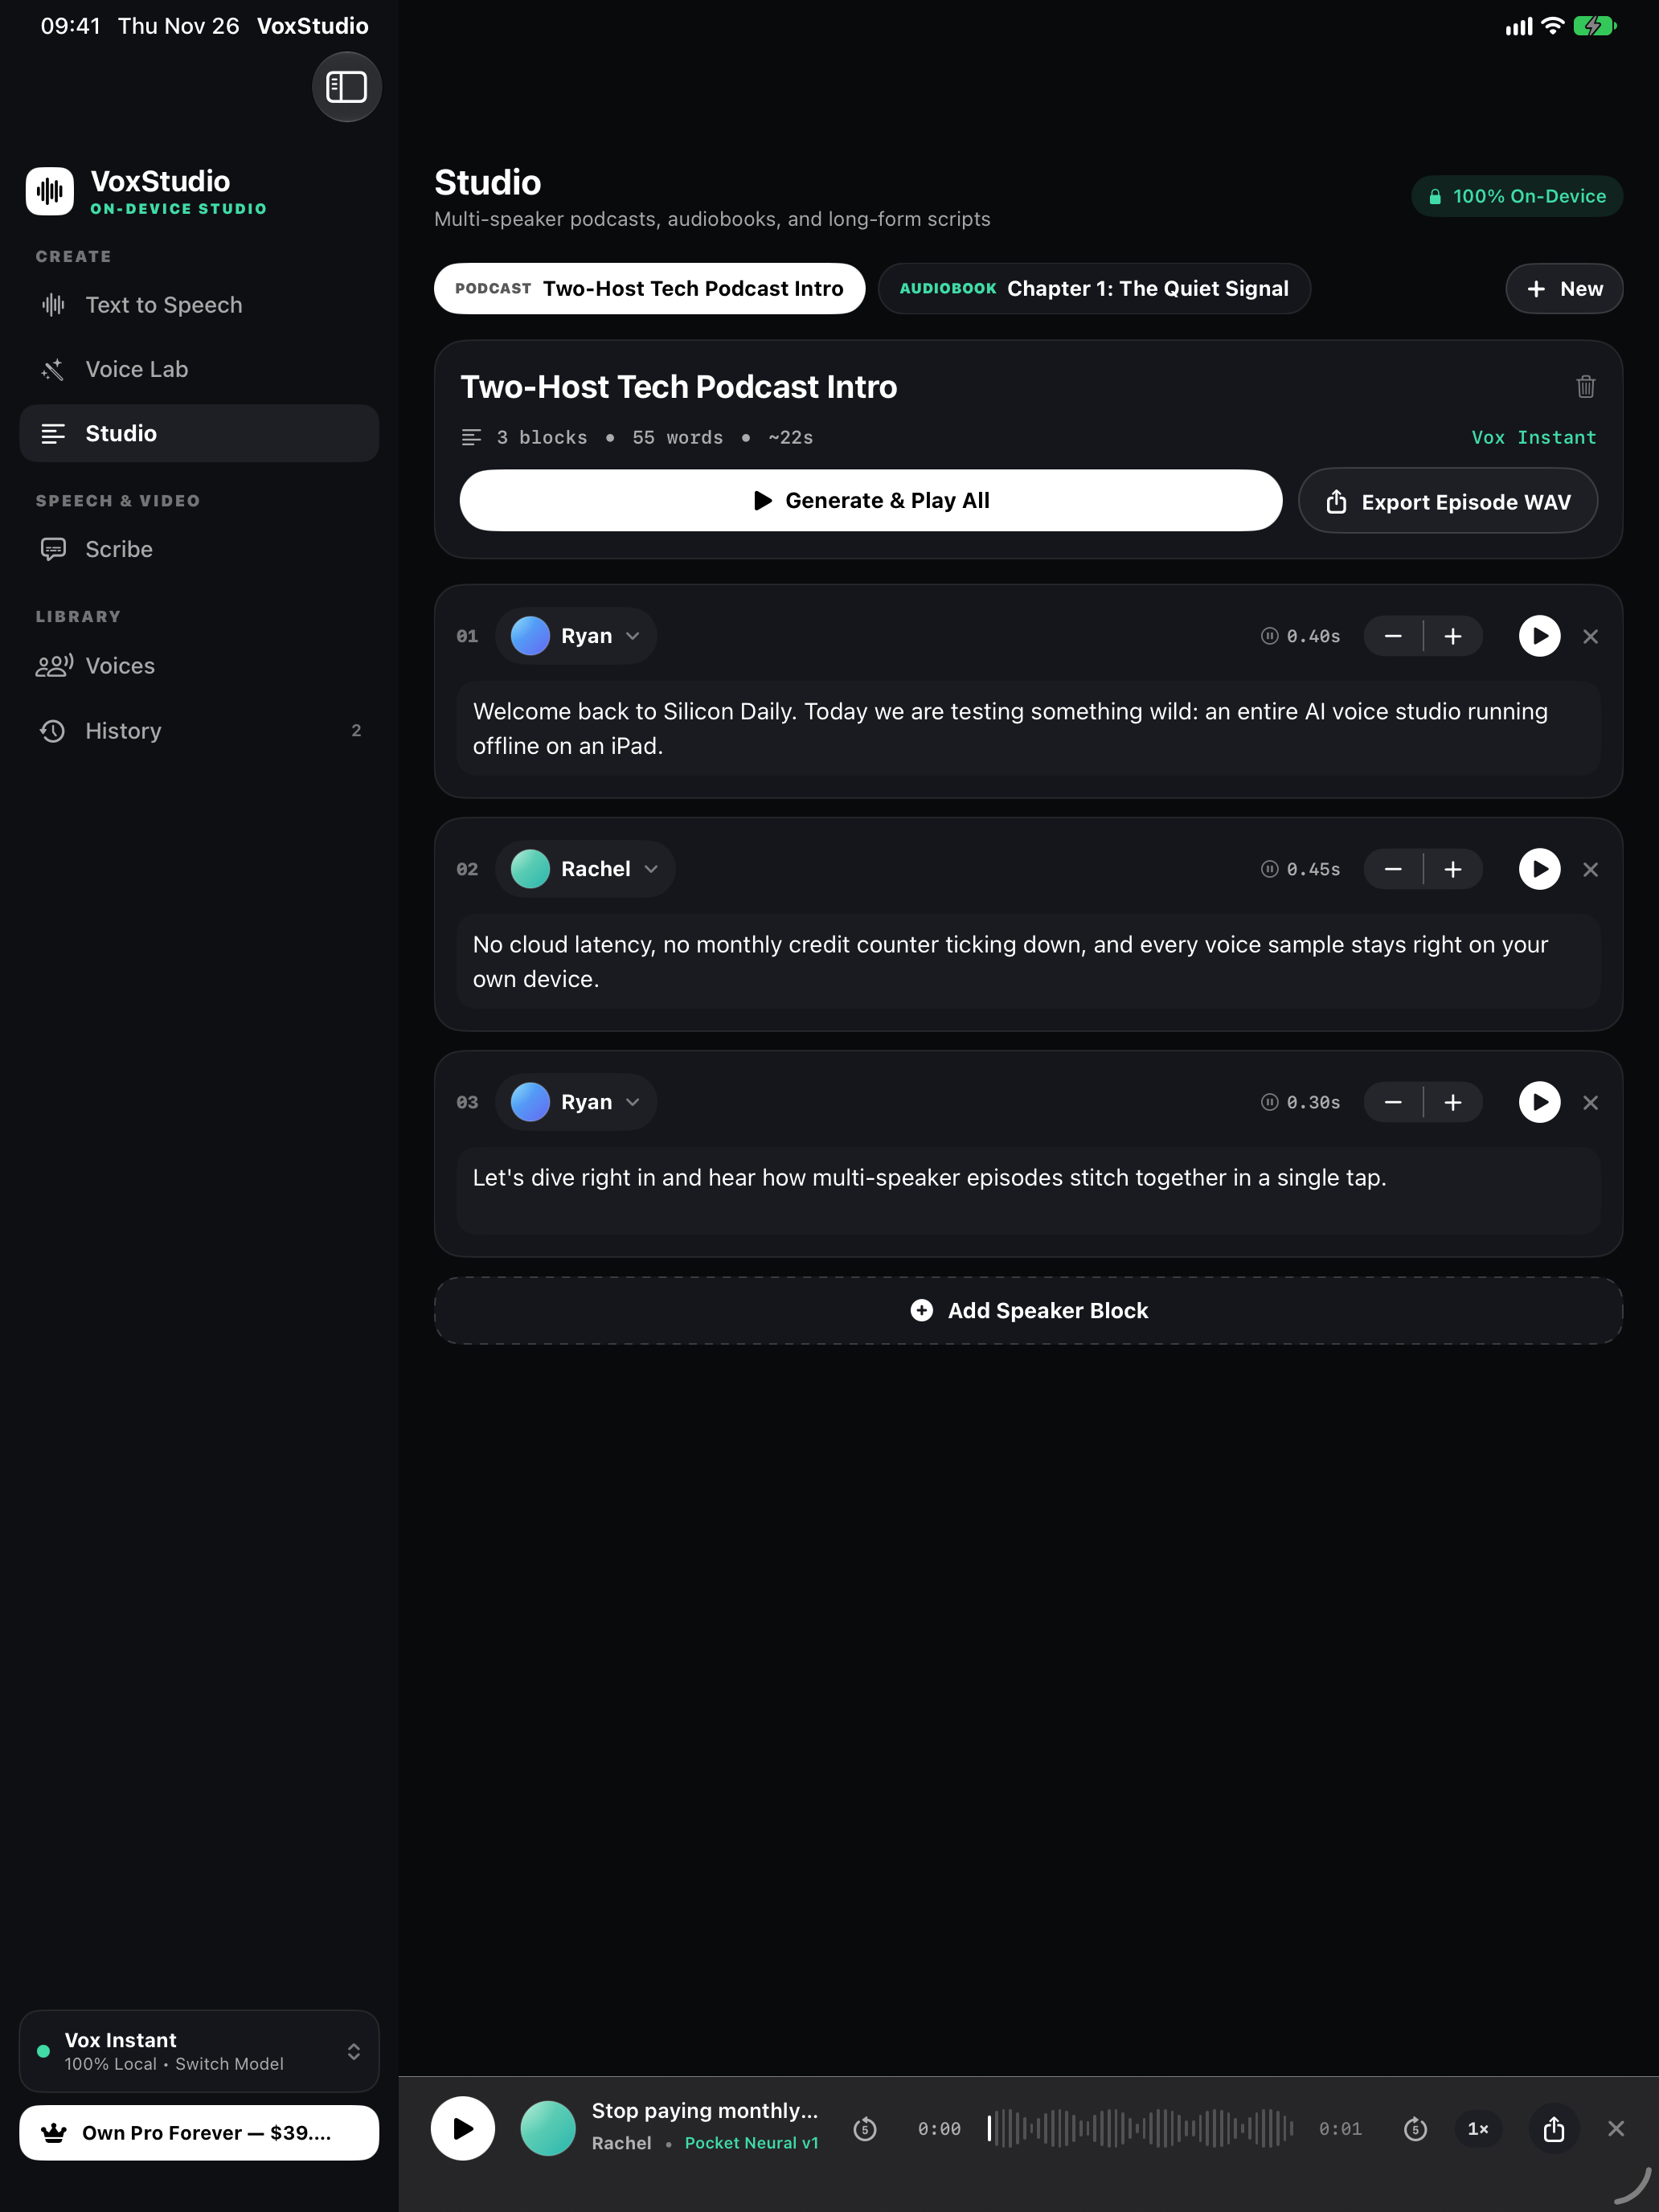 09:41 Thu Nov 26 VoxStudio
VoxStudio
ON-DEVICE STUDIO
CREATE
Text to Speech
Voice Lab
Studio
SPEECH & VIDEO
Scribe
LIBRARY
Voices
History 2
Vox Instant
100% Local • Switch Model
Own Pro Forever — $39....
Studio
Multi-speaker podcasts, audiobooks, and long-form scripts
100% On-Device
PODCAST Two-Host Tech Podcast Intro
AUDIOBOOK Chapter 1: The Quiet Signal
+ New
Two-Host Tech Podcast Intro
3 blocks • 55 words • ~22s
Vox Instant
Generate & Play All
Export Episode WAV
01 Ryan 0.40s
Welcome back to Silicon Daily. Today we are testing something wild: an entire AI voice studio running
offline on an iPad.
02 Rachel 0.45s
No cloud latency, no monthly credit counter ticking down, and every voice sample stays right on your
own device.
03 Ryan 0.30s
Let's dive right in and hear how multi-speaker episodes stitch together in a single tap.
Add Speaker Block
Stop paying monthly...
Rachel • Pocket Neural v1
5 0:00 0:01 5 1×